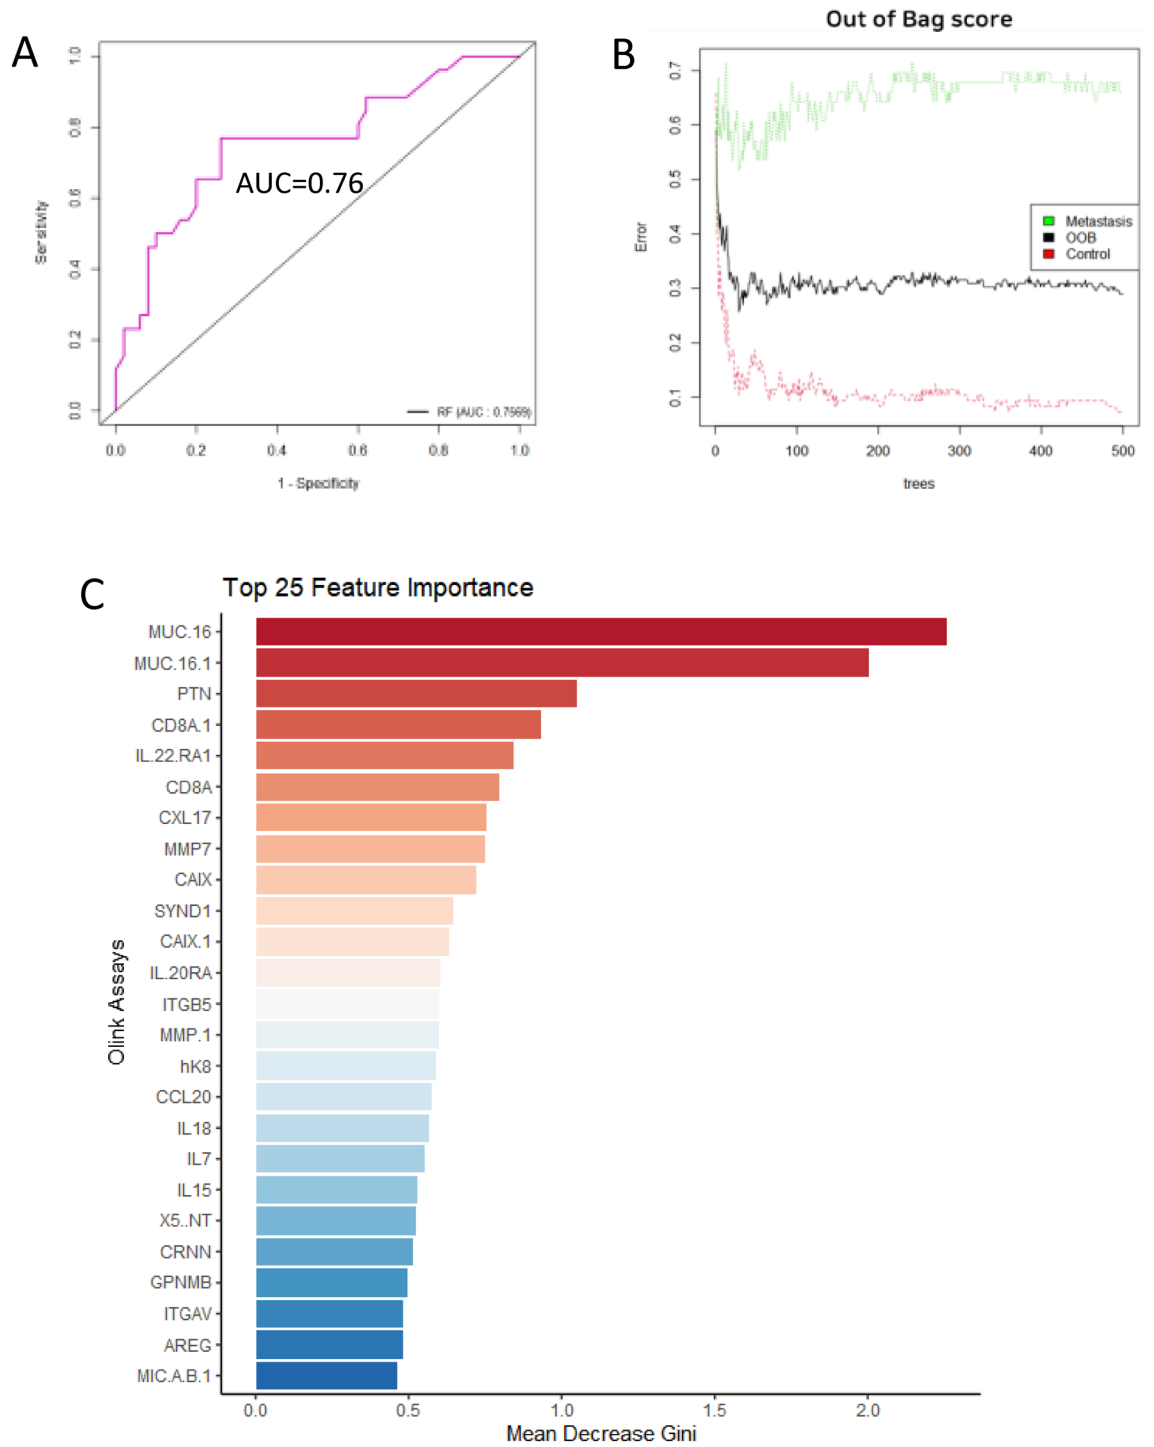 A
1.0
0.8
0.6
0.4
0.2
0.0
Sensitivity
AUC=0.76
RF (AUC : 0.7569)
0.0 0.2 0.4 0.6 0.8 1.0
1 - Specificity
Out of Bag score
B
0.7
0.6
0.5
0.4
0.3
0.2
0.1
Error
Metastasis
OOB
Control
0 100 200 300 400 500
trees
C
Top 25 Feature Importance
Olink Assays
MUC.16
MUC.16.1
PTN
CD8A.1
IL.22.RA1
CD8A
CXL17
MMP7
CAIX
SYND1
CAIX.1
IL.20RA
ITGB5
MMP.1
hK8
CCL20
IL18
IL7
IL15
X5..NT
CRNN
GPNMB
ITGAV
AREG
MIC.A.B.1
0.0 0.5 1.0 1.5 2.0
Mean Decrease Gini